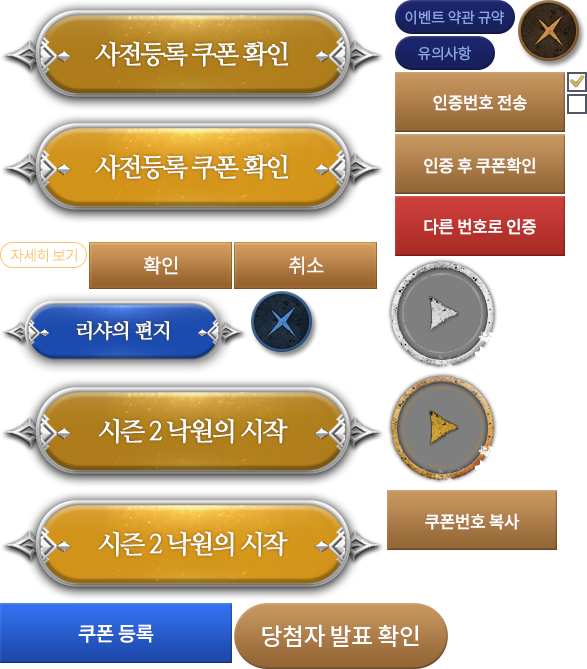 사전등록 쿠폰 확인
이벤트 약관 규약
유의사항
인증번호 전송
사전등록 쿠폰 확인
인증 후 쿠폰확인
다른 번호로 인증
자세히 보기
확인
취소
리샤의 편지
시즌 2 낙원의 시작
쿠폰번호 복사
시즌 2 낙원의 시작
쿠폰 등록
당첨자 발표 확인